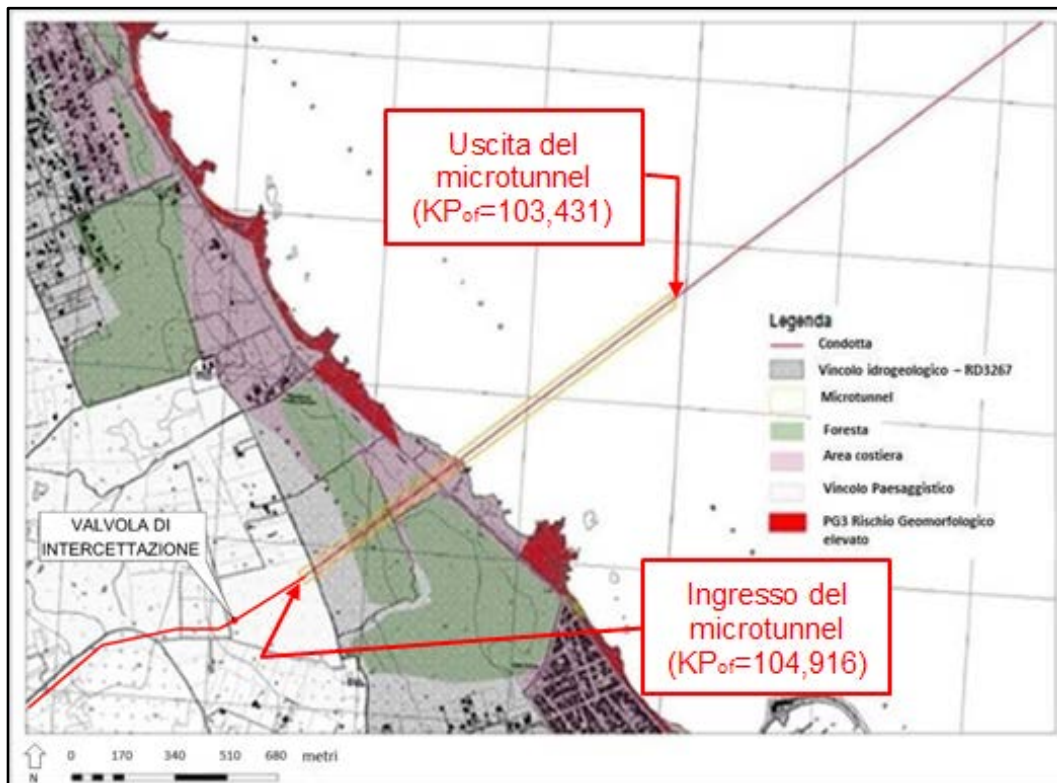 Uscita del
microtunnel
(KPof=103,431)
Legenda
Condotta
Vincolo idrogeologico – RD3267
Microtunnel
Foresta
Area costiera
Vincolo Paesaggistico
PG3 Rischio Geomorfologico
elevato
VALVOLA DI
INTERCETTAZIONE
Ingresso del
microtunnel
(KPof=104,916)
N
0 170 340 510 680 metri